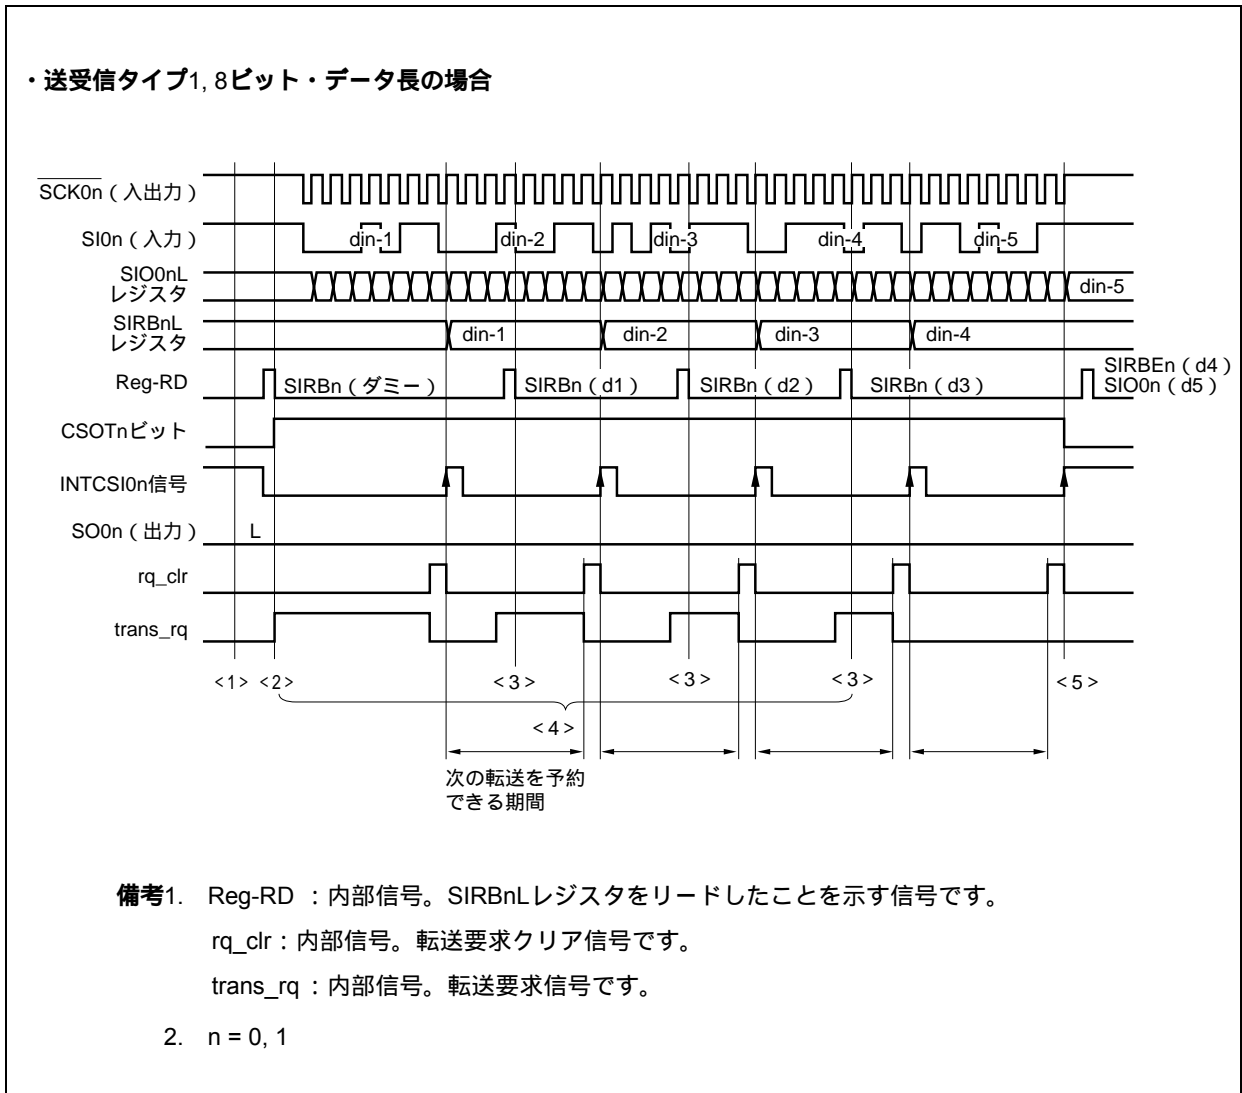 ・送受信タイプ1, 8ビット・データ長の場合
SCK0n（入出力）
SI0n（入力）
din-1
din-2
din-3
din-4
din-5
SIO0nL
レジスタ
din-5
SIRBnL
レジスタ
din-1
din-2
din-3
din-4
Reg-RD
SIRBn（ダミー）
SIRBn（d1）
SIRBn（d2）
SIRBn（d3）
SIRBEn（d4）
SIO0n（d5）
CSOTnビット
INTCSI0n信号
SO0n（出力）
L
rq_clr
trans_rq
<1> <2> <3> <3> <3> <5>
<4>
次の転送を予約
できる期間
備考1. Reg-RD ：内部信号。SIRBnLレジスタをリードしたことを示す信号です。
rq_clr：内部信号。転送要求クリア信号です。
trans_rq ：内部信号。転送要求信号です。
2. n = 0, 1